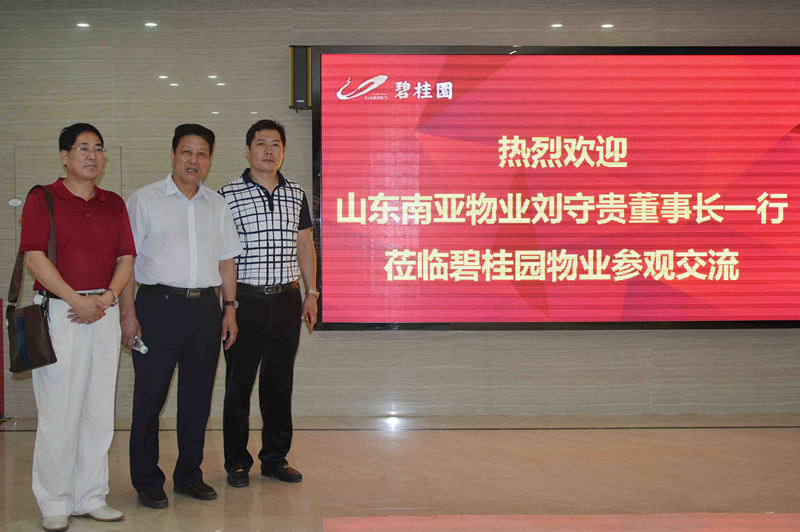 碧桂園
GARDEN
热烈欢迎
山东南亚物业刘守贵董事长一行
莅临碧桂园物业参观交流